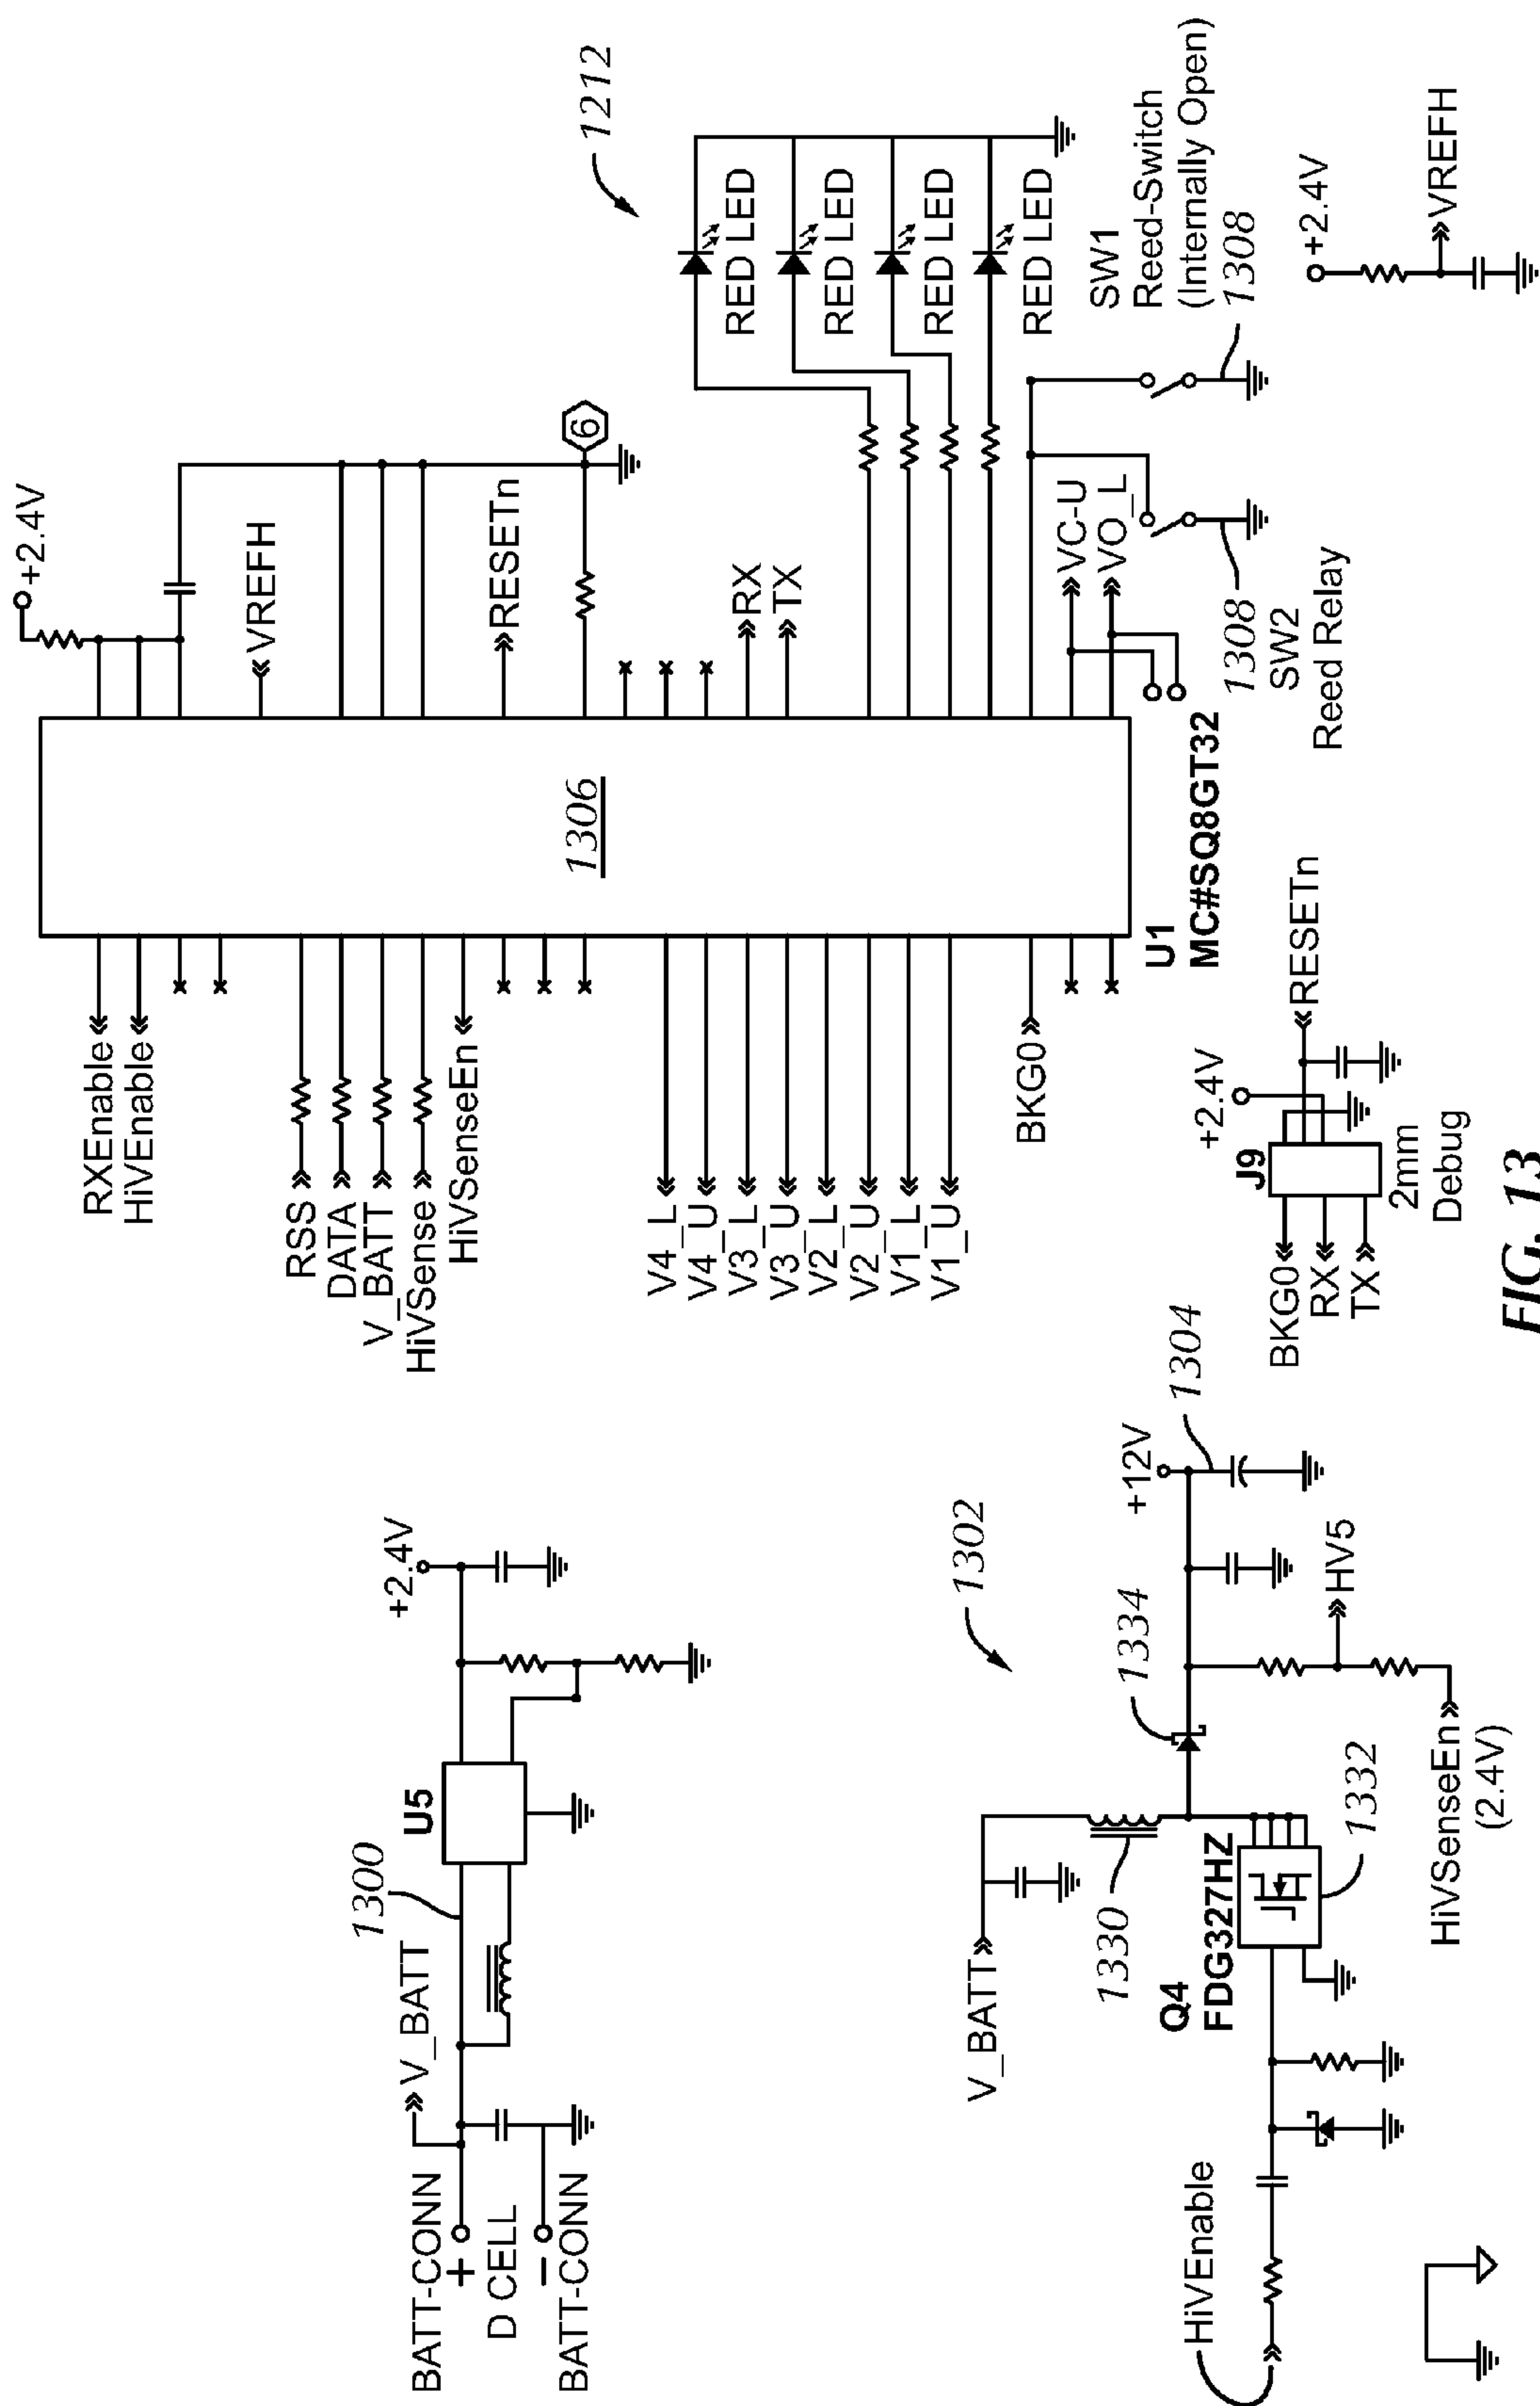 BATT-CONN
+
D CELL
−
BATT-CONN
V_BATT
1300
U5
+2.4V
RXEnable
HiVEnable
RSS
DATA
V_BATT
HiVSense
HiVSenseEn
V4_L
V4_U
V3_L
V3_U
V2_L
V2_U
V1_L
V1_U
BKG0
1306
U1
MC#SQ8GT32
+2.4V
VREFH
RESETn
6
RX
TX
VC-U
VO_L
1212
RED LED
RED LED
RED LED
RED LED
SW1
Reed-Switch
(Internally Open)
1308
1308
SW2
Reed Relay
+2.4V
VREFH
HiVEnable
V_BATT
1330
Q4
FDG327HZ
1332
1334
1302
+12V
1304
HV5
HiVSenseEn
(2.4V)
J9
+2.4V
RESETn
BKG0
RX
TX
2mm
Debug
FIG. 13